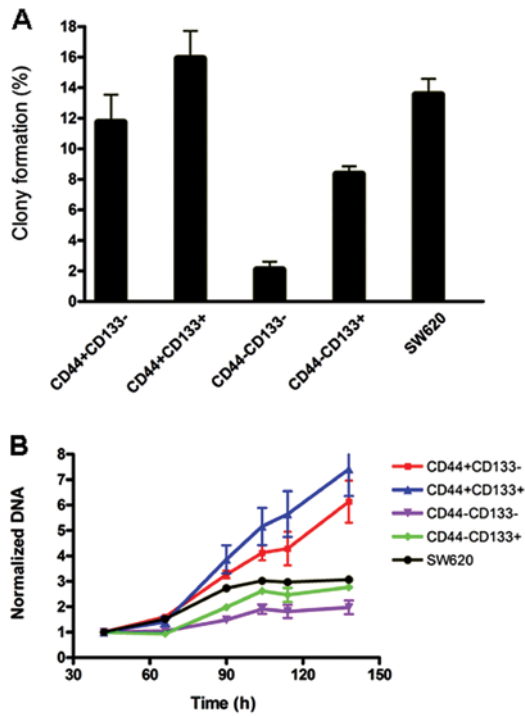 A
Clony formation (%)
18
16
14
12
10
8
6
4
2
0
CD44+CD133-
CD44+CD133+
CD44-CD133-
CD44-CD133+
SW620
B
Normalized DNA
8
7
6
5
4
3
2
1
0
30
60
90
120
150
Time (h)
CD44+CD133-
CD44+CD133+
CD44-CD133-
CD44-CD133+
SW620